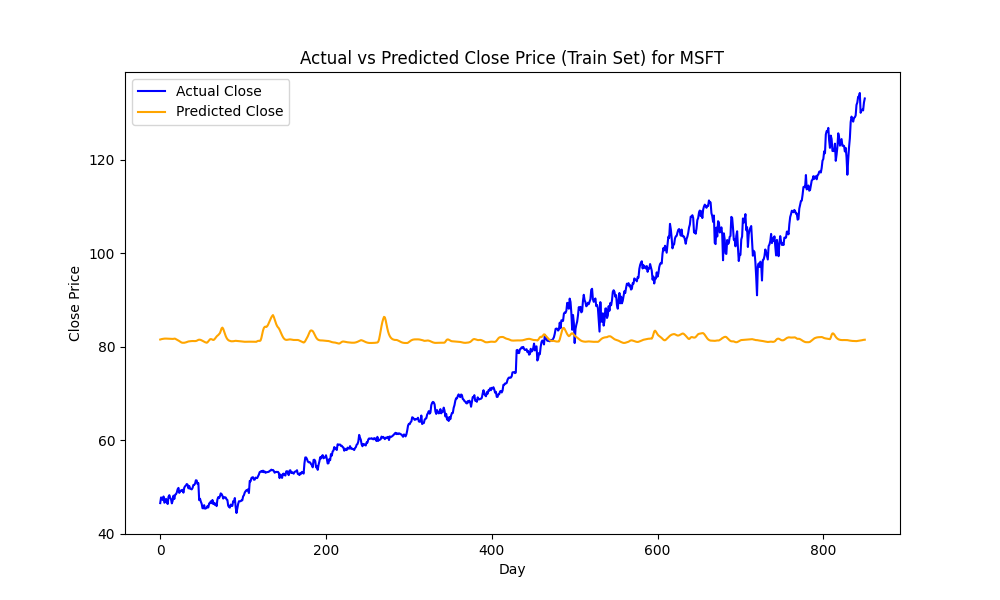 Actual vs Predicted Close Price (Train Set) for MSFT
Actual Close
Predicted Close
120
100
80
60
40
Close Price
0 200 400 600 800
Day